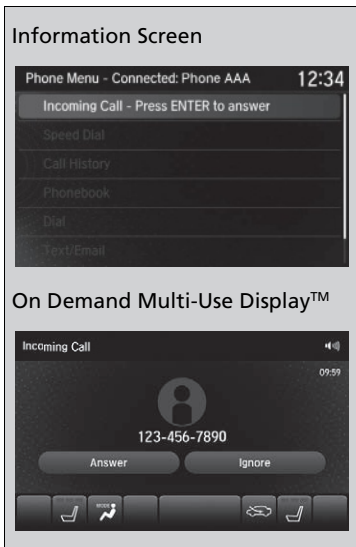 Information Screen
Phone Menu - Connected: Phone AAA 12:34
Incoming Call - Press ENTER to answer
Speed Dial
Call History
Phonebook
Dial
Text/Email
On Demand Multi-Use Display™
Incoming Call
09:59
123-456-7890
Answer Ignore